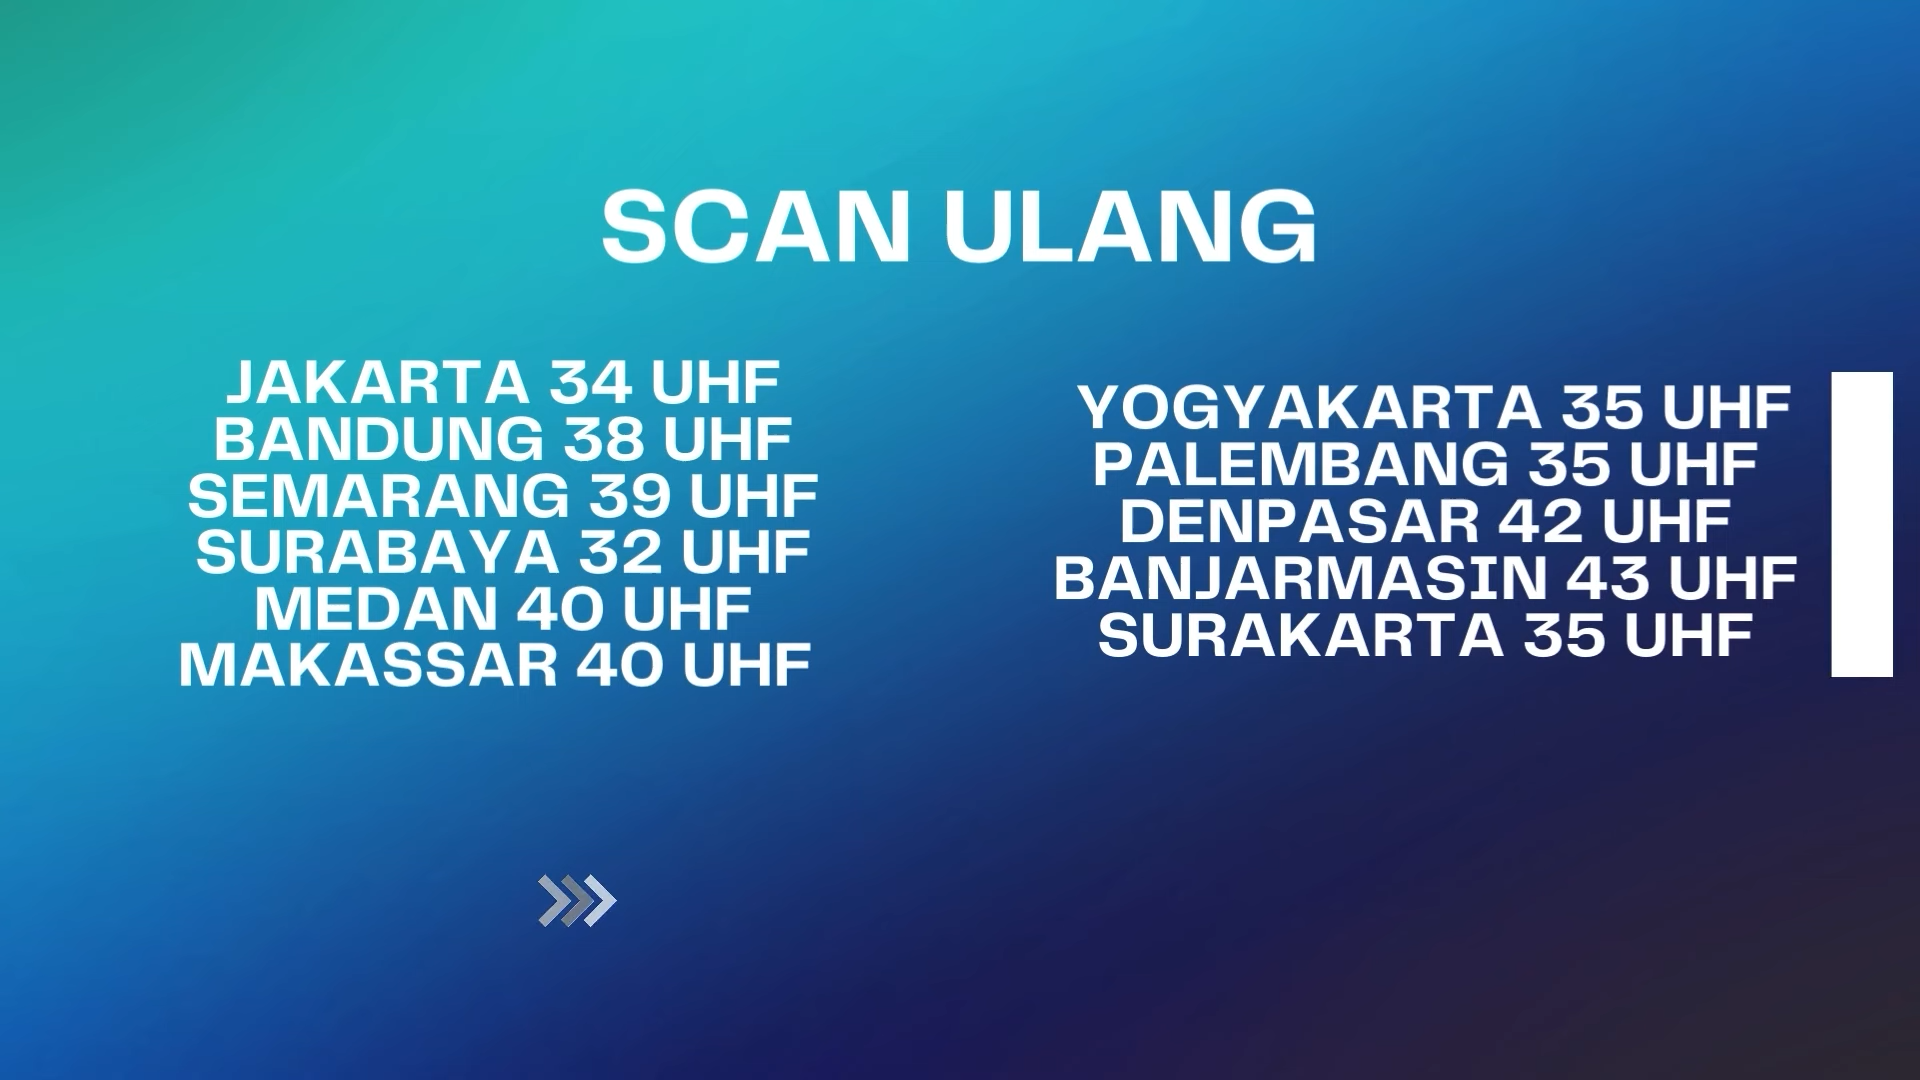 SCAN ULANG
JAKARTA 34 UHF
BANDUNG 38 UHF
SEMARANG 39 UHF
SURABAYA 32 UHF
MEDAN 40 UHF
MAKASSAR 40 UHF
YOGYAKARTA 35 UHF
PALEMBANG 35 UHF
DENPASAR 42 UHF
BANJARMASIN 43 UHF
SURAKARTA 35 UHF